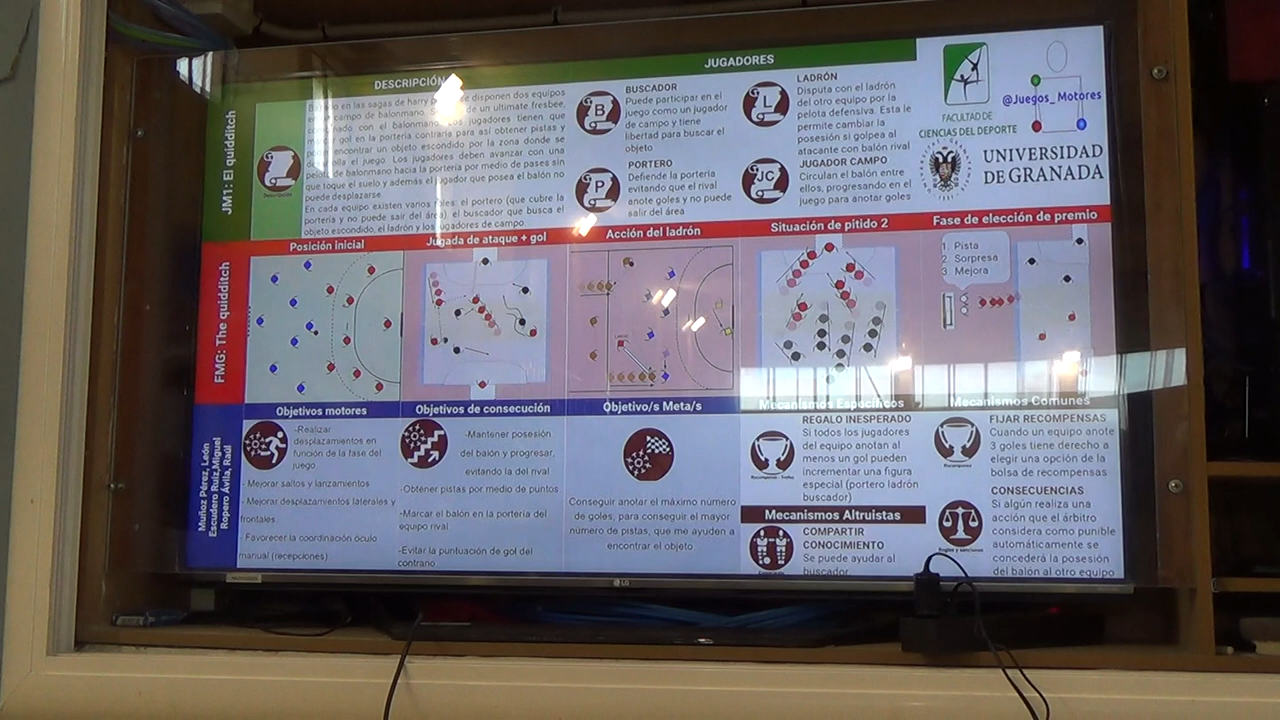 DESCRIPCIÓN
JUGADORES
JM1: El quidditch
en las sagas de harry se disponen dos equipos
campo de balonmano. de un ultimate fresbee,
con el balonmano. Los jugadores tienen que
gol en la portería contraria para así obtener pistas y
encontrar un objeto escondido por la zona donde se
el juego. Los jugadores deben avanzar con una
de balonmano hacia la portería por medio de pases sin
que toque el suelo y además el jugador que posea el balón no
puede desplazarse.
En cada equipo existen varios roles: el portero (que cubre la
portería y no puede salir del área), el buscador que busca el
objeto escondido, el ladrón y los jugadores de campo
Descripción
B
BUSCADOR
Puede participar en el
juego como un jugador
de campo y tiene
libertad para buscar el
objeto
P
PORTERO
Defiende la portería
evitando que el rival
anote goles y no puede
salir del área
L
LADRÓN
Disputa con el ladrón
del otro equipo por la
pelota defensiva. Esta le
permite cambiar la
posesión si golpea al
atacante con balón rival
JC
JUGADOR CAMPO
Circulan el balón entre
ellos, progresando en el
juego para anotar goles
FACULTAD DE
CIENCIAS DEL DEPORTE
@Juegos_Motores
UNIVERSIDAD
DE GRANADA
FMG: The quidditch
Posición inicial
Jugada de ataque + gol
Acción del ladrón
Situación de pitido 2
Fase de elección de premio
1. Pista
2. Sorpresa
3. Mejora
Muñoz Pérez, León
Escudero Ruiz, Miguel
Ropero Ávila, Raúl
Objetivos motores
-Realizar
desplazamientos en
función de la fase del
juego
- Mejorar saltos y lanzamientos
- Mejorar desplazamientos laterales y
frontales
- Favorecer la coordinación óculo
manual (recepciones)
Objetivos de consecución
-Mantener posesión
del balón y progresar,
evitando la del rival
-Obtener pistas por medio de puntos
-Marcar el balón en la portería del
equipo rival
-Evitar la puntuación de gol del
contrario
Objetivo/s Meta/s
Conseguir anotar el máximo número
de goles, para conseguir el mayor
número de pistas, que me ayuden a
encontrar el objeto
Mecanismos Específicos
REGALO INESPERADO
Si todos los jugadores
del equipo anotan al
menos un gol pueden
incrementar una figura
especial (portero ladrón
buscador)
Mecanismos Altruistas
COMPARTIR
CONOCIMIENTO
Se puede ayudar al
buscador
Mecanismos Comunes
FIJAR RECOMPENSAS
Cuando un equipo anote
3 goles tiene derecho a
elegir una opción de la
bolsa de recompensas
Recompensa
CONSECUENCIAS
Si algún realiza una
acción que el árbitro
considera como punible
automáticamente se
concederá la posesión
del balón al otro equipo
Reglas y sanciones
LG